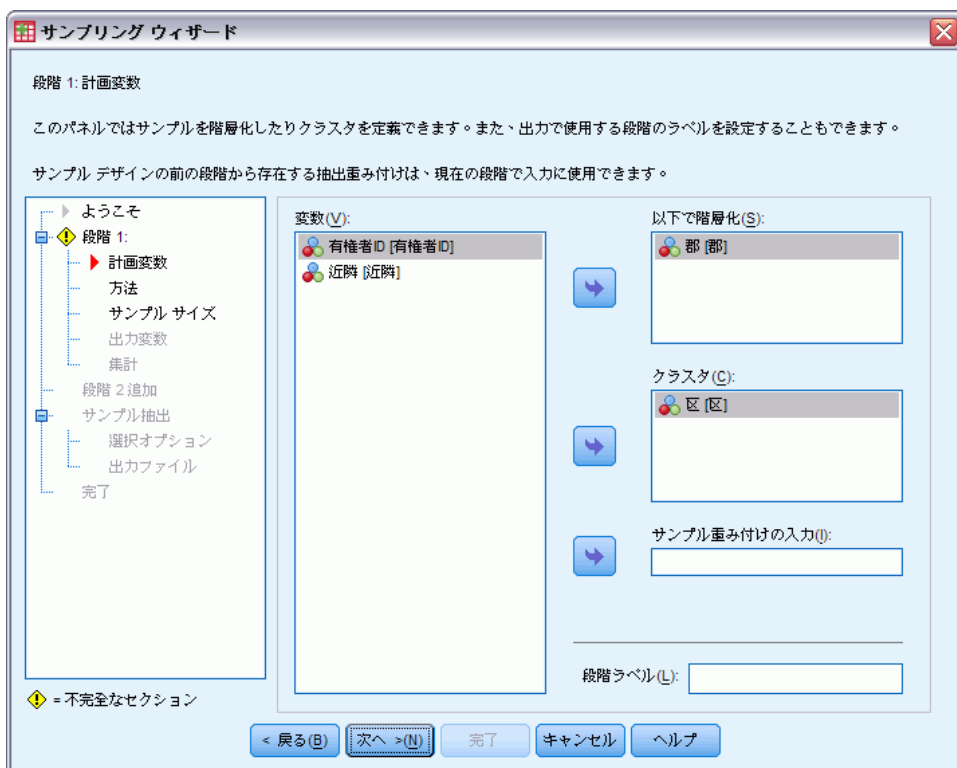 サンプリング ウィザード
段階 1: 計画変数
このパネルではサンプルを階層化したりクラスタを定義できます。また、出力で使用する段階のラベルを設定することもできます。
サンプル デザインの前の段階から存在する抽出重み付けは、現在の段階で入力に使用できます。
ようこそ
段階 1:
計画変数
方法
サンプル サイズ
出力変数
集計
段階 2 追加
サンプル抽出
選択オプション
出力ファイル
完了
! = 不完全なセクション
変数(V):
有権者ID [有権者ID]
近隣 [近隣]
以下で階層化(S):
郡 [郡]
クラスタ(C):
区 [区]
サンプル重み付けの入力(I):
段階ラベル(L):
< 戻る(B) 次へ >(N) 完了 キャンセル ヘルプ